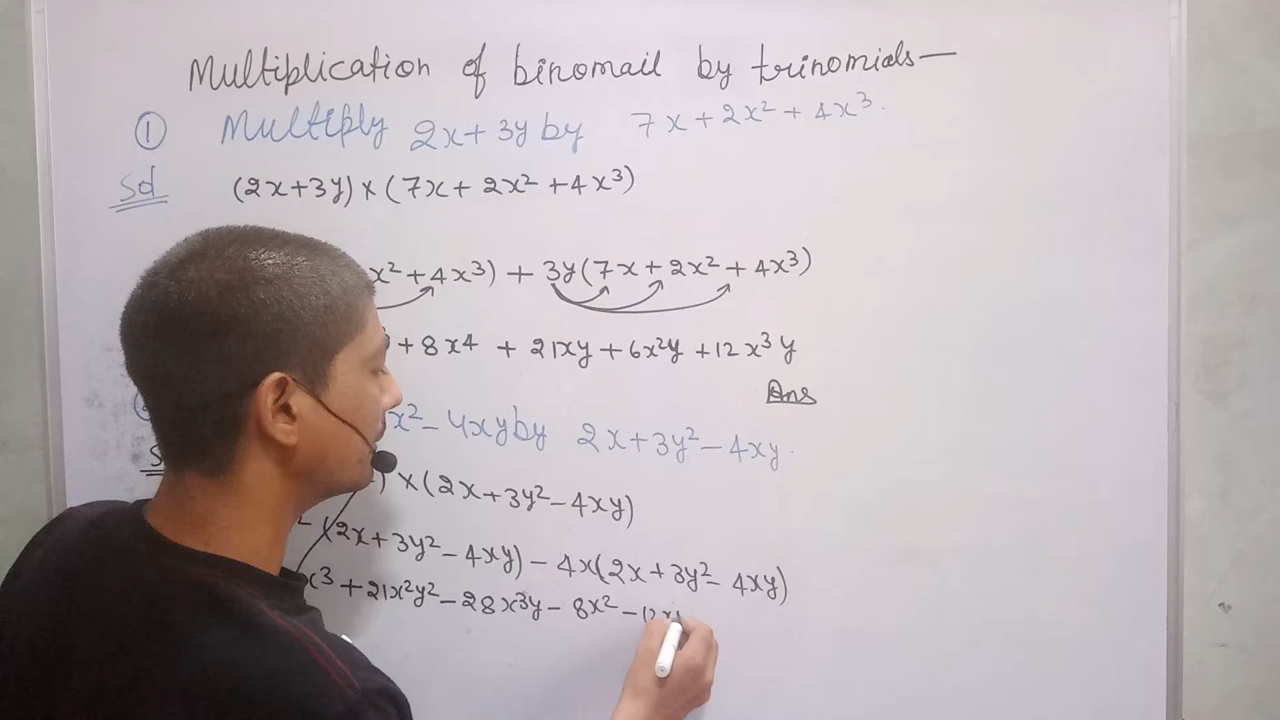 Multiplication of binomail by trinomials—
① Multiply 2x+3y by 7x+2x²+4x³.
Sol (2x+3y)×(7x+2x²+4x³)
x²+4x³)+3y(7x+2x²+4x³)
+8x⁴+21xy+6x²y+12x³y
Ans
x²-4xy by 2x+3y²-4xy.
)×(2x+3y²-4xy)
(2x+3y²-4xy)-4x(2x+3y²-4xy)
x³+21x²y²-28x³y-8x²-12x